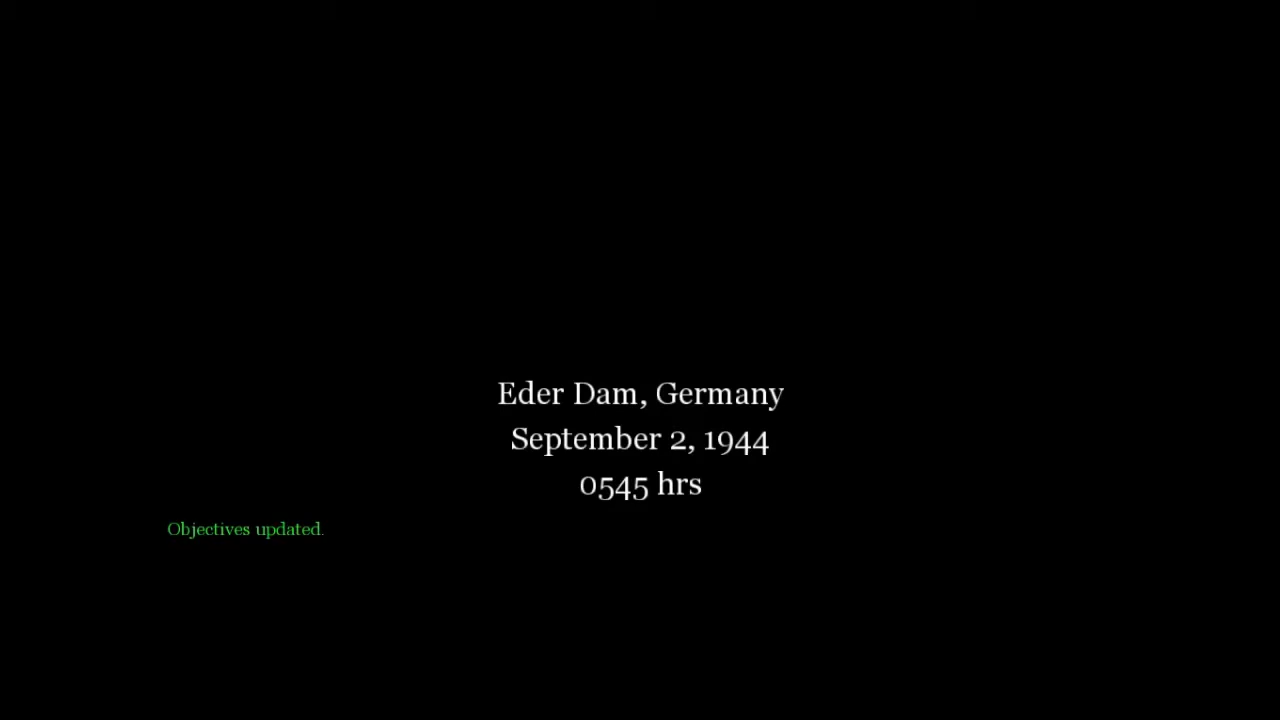 Eder Dam, Germany
September 2, 1944
0545 hrs
Objectives updated.